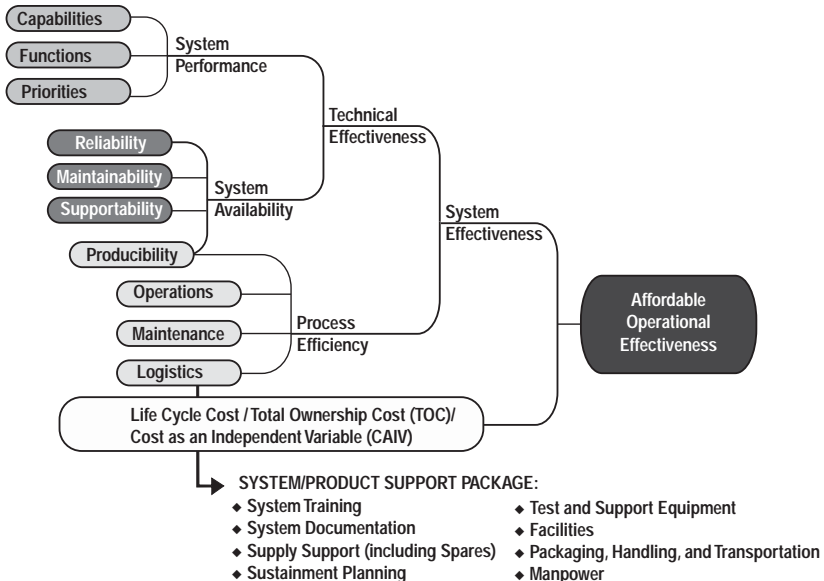 Capabilities
Functions
Priorities
System
Performance
Reliability
Maintainability
Supportability
System
Availability
Technical
Effectiveness
Producibility
Operations
Maintenance
Logistics
Process
Efficiency
System
Effectiveness
Affordable
Operational
Effectiveness
Life Cycle Cost / Total Ownership Cost (TOC)/
Cost as an Independent Variable (CAIV)
SYSTEM/PRODUCT SUPPORT PACKAGE:
◆ System Training
◆ System Documentation
◆ Supply Support (including Spares)
◆ Sustainment Planning
◆ Test and Support Equipment
◆ Facilities
◆ Packaging, Handling, and Transportation
◆ Manpower